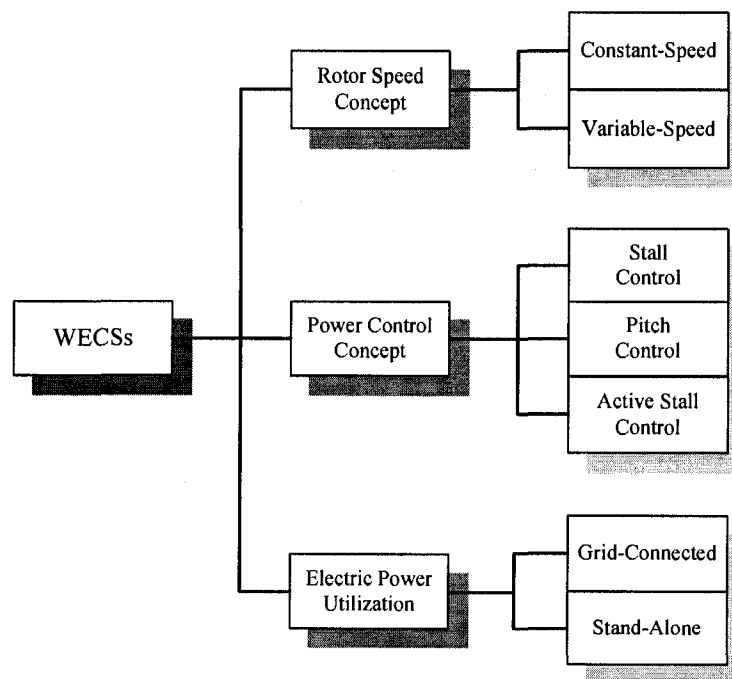 WECSs
Rotor Speed
Concept
Constant-Speed
Variable-Speed
Power Control
Concept
Stall
Control
Pitch
Control
Active Stall
Control
Electric Power
Utilization
Grid-Connected
Stand-Alone